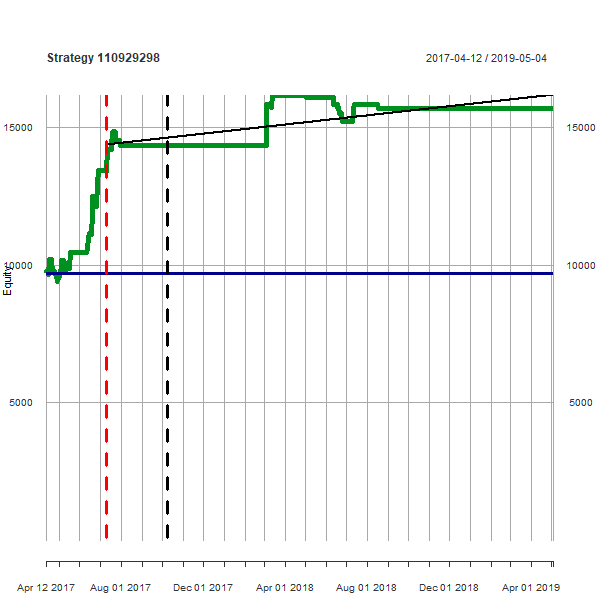 Strategy 110929298 2017-04-12 / 2019-05-04
15000 15000
10000 10000
Equity
5000 5000
Apr 12 2017 Aug 01 2017 Dec 01 2017 Apr 01 2018 Aug 01 2018 Dec 01 2018 Apr 01 2019